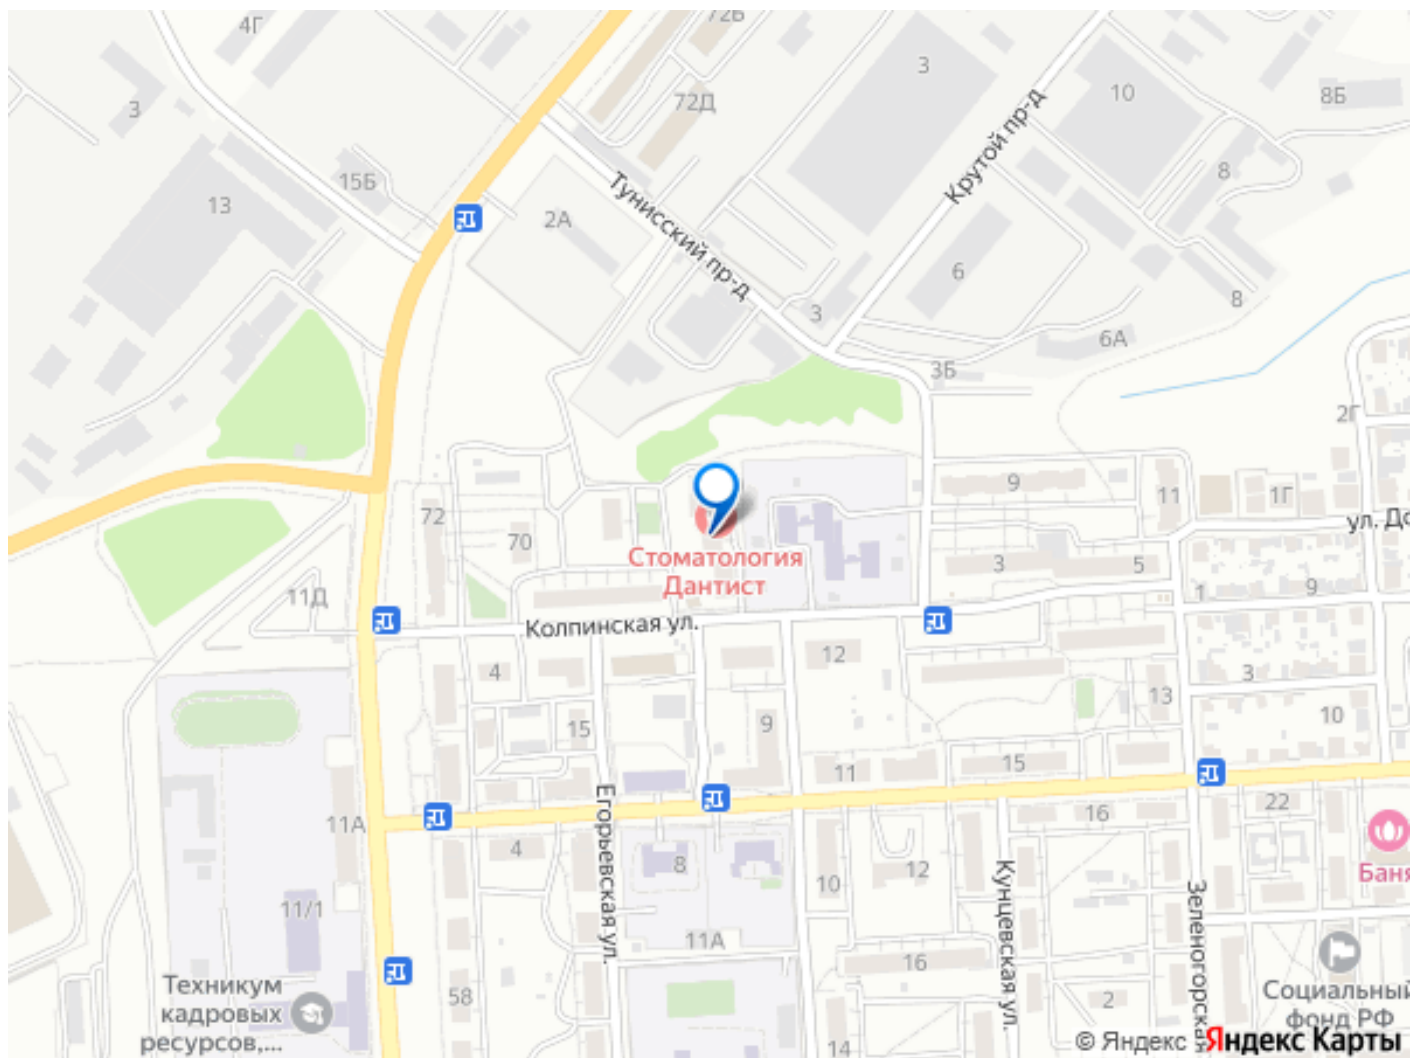 4Г
72Б
3
72Д
3
10
8Б
Крутой пр-д
15Б
13
2А
Тунисский пр-д
8
6
8
3
6А
3Б
2Г
9
11
1Г
72
70
ул. До
Стоматология
Дантист
3
5
11Д
1
9
Колпинская ул.
4
12
3
13
10
15
9
11
15
Егорьевская ул.
11А
4
8
12
10
16
22
Баня
Кунцевская ул.
Зеленогорская
11/1
11А
16
58
2
14
Техникум
кадровых
ресурсов,...
Социальный
фонд РФ
© Яндекс Яндекс Карты